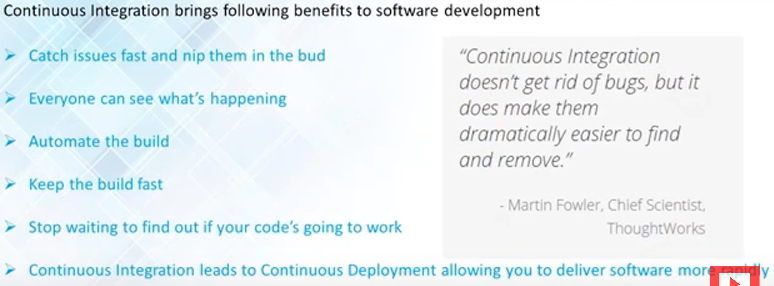 Continuous Integration brings following benefits to software development
Catch issues fast and nip them in the bud
Everyone can see what's happening
Automate the build
Keep the build fast
Stop waiting to find out if your code's going to work
Continuous Integration leads to Continuous Deployment allowing you to deliver software more rapidly
"Continuous Integration
doesn't get rid of bugs, but it
does make them
dramatically easier to find
and remove."
- Martin Fowler, Chief Scientist,
ThoughtWorks